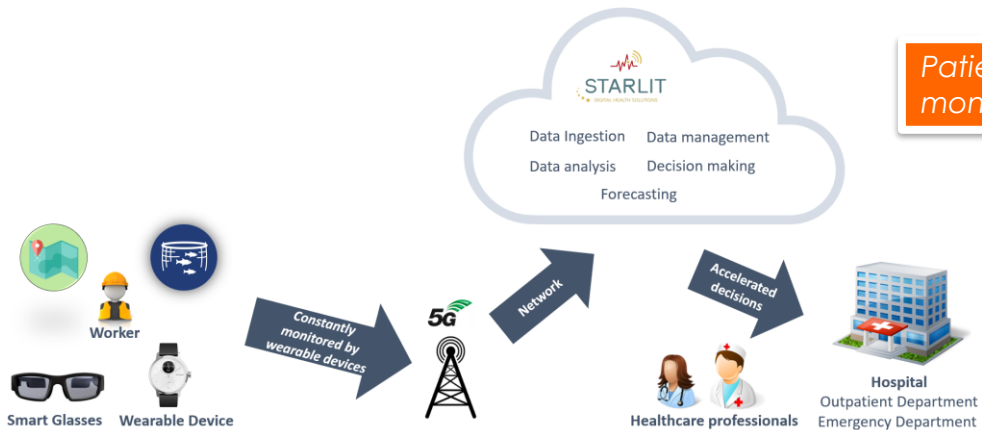 STARLIT
DIGITAL HEALTH SOLUTIONS
Data Ingestion Data management
Data analysis Decision making
Forecasting
Worker
Smart Glasses Wearable Device
Constantly
monitored by
wearable devices
5G
Network
Accelerated
decisions
Healthcare professionals
Hospital
Outpatient Department
Emergency Department